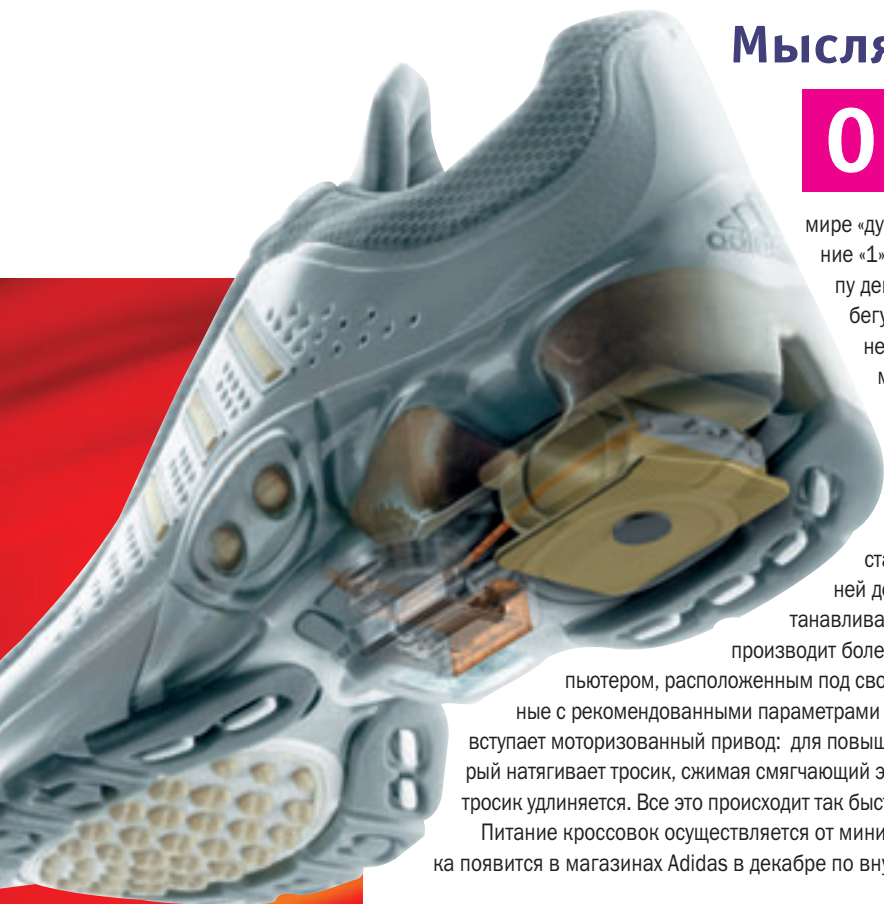 Мысля
О
мире «ду
ние «1»
пу де
бегу
не
м
adidas
ста
ней де
танавлива
производит боле
пьютером, расположенным под сво
ные с рекомендованными параметрами
вступает моторизованный привод: для повыш
рый натягивает тросик, сжимая смягчающий э
тросик удлиняется. Все это происходит так быст
Питание кроссовок осуществляется от мини
ка появится в магазинах Adidas в декабре по вну